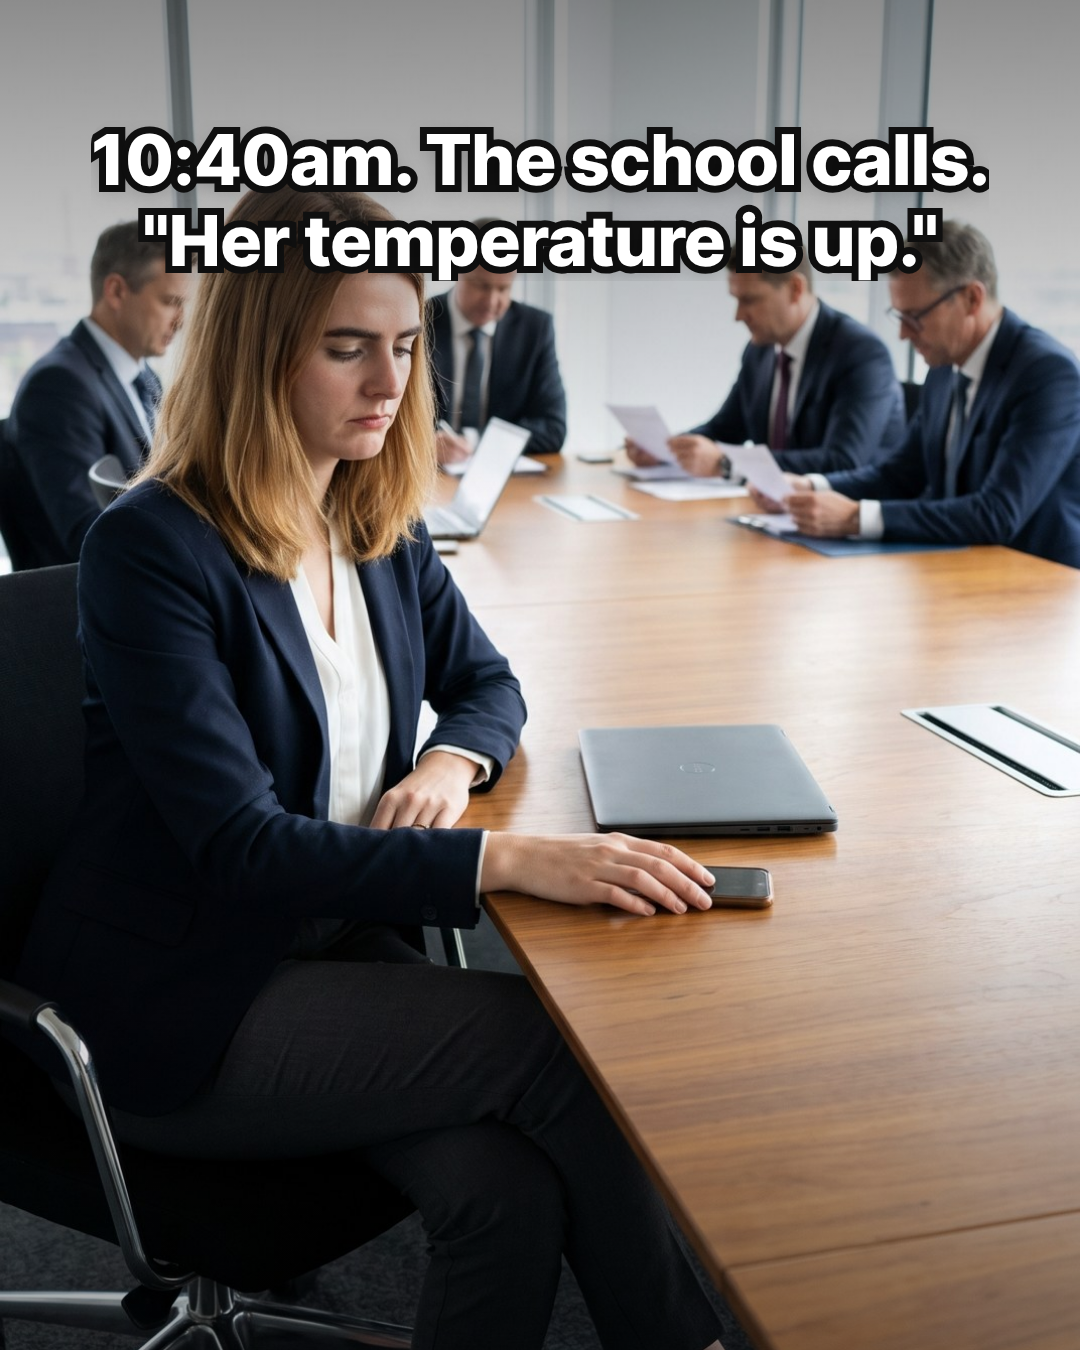 10:40am. The school calls.
"Her temperature is up."